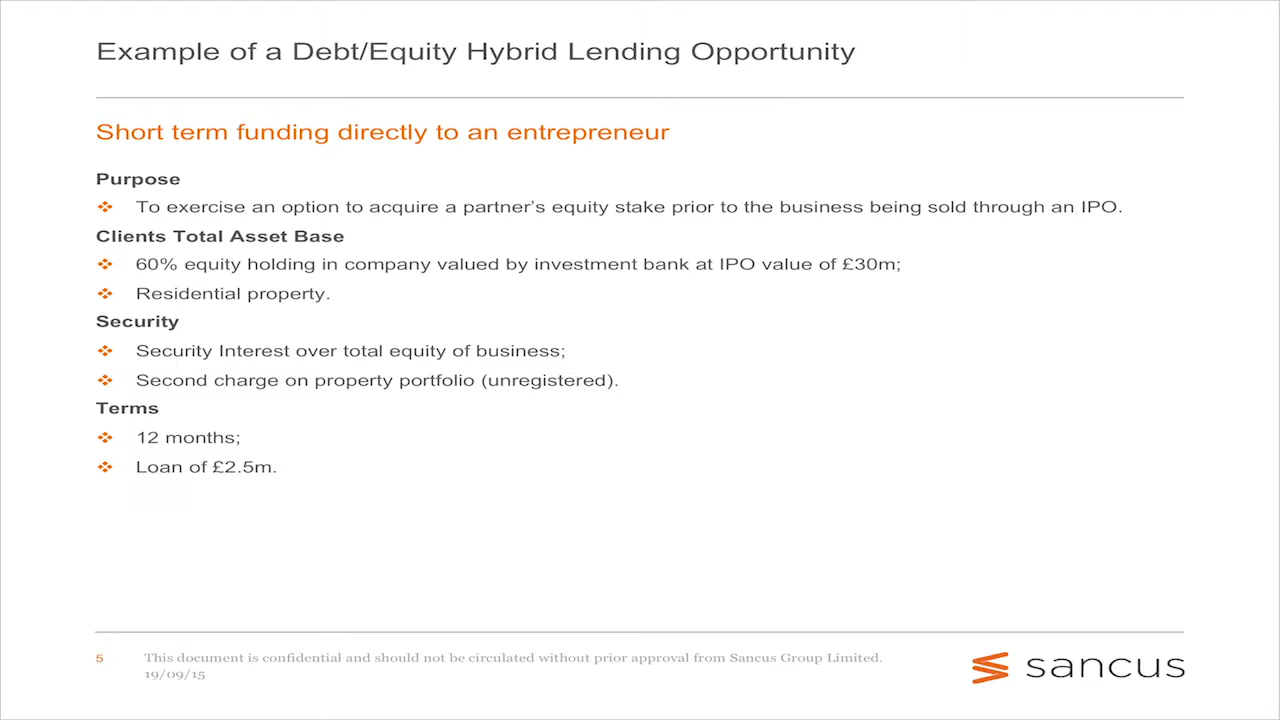 Example of a Debt/Equity Hybrid Lending Opportunity
Short term funding directly to an entrepreneur
Purpose
To exercise an option to acquire a partner’s equity stake prior to the business being sold through an IPO.
Clients Total Asset Base
60% equity holding in company valued by investment bank at IPO value of £30m;
Residential property.
Security
Security Interest over total equity of business;
Second charge on property portfolio (unregistered).
Terms
12 months;
Loan of £2.5m.
5 This document is confidential and should not be circulated without prior approval from Sancus Group Limited.
19/09/15
sancus